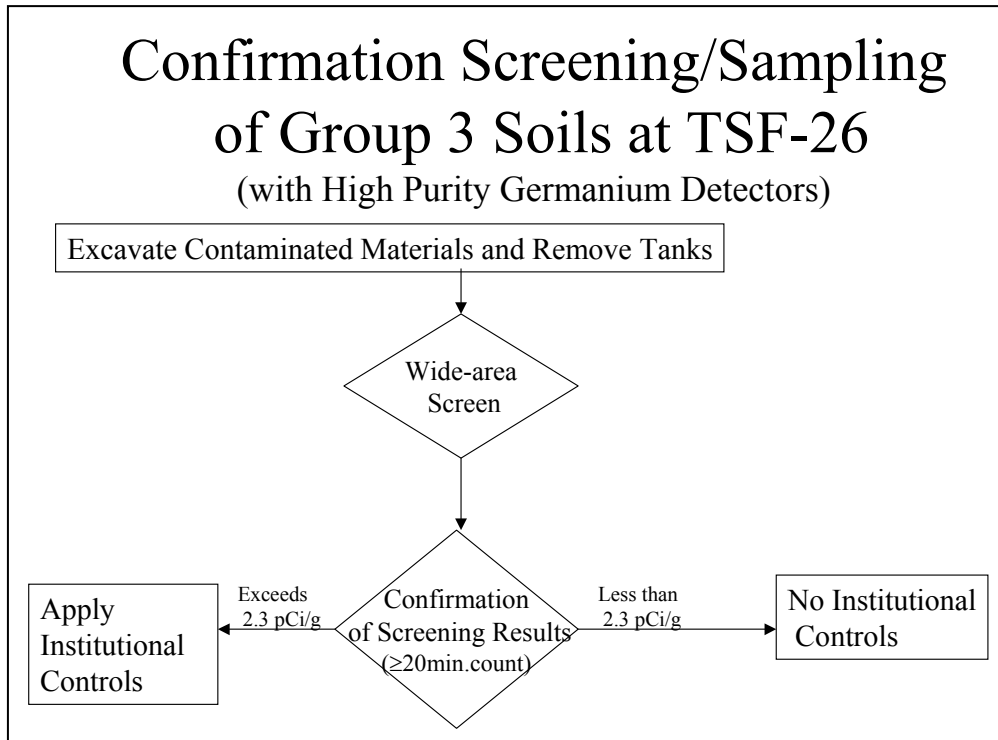 Confirmation Screening/Sampling
of Group 3 Soils at TSF-26
(with High Purity Germanium Detectors)
Excavate Contaminated Materials and Remove Tanks
Wide-area
Screen
Exceeds
2.3 pCi/g
Confirmation
of Screening Results
(≥20min.count)
Less than
2.3 pCi/g
Apply
Institutional
Controls
No Institutional
Controls